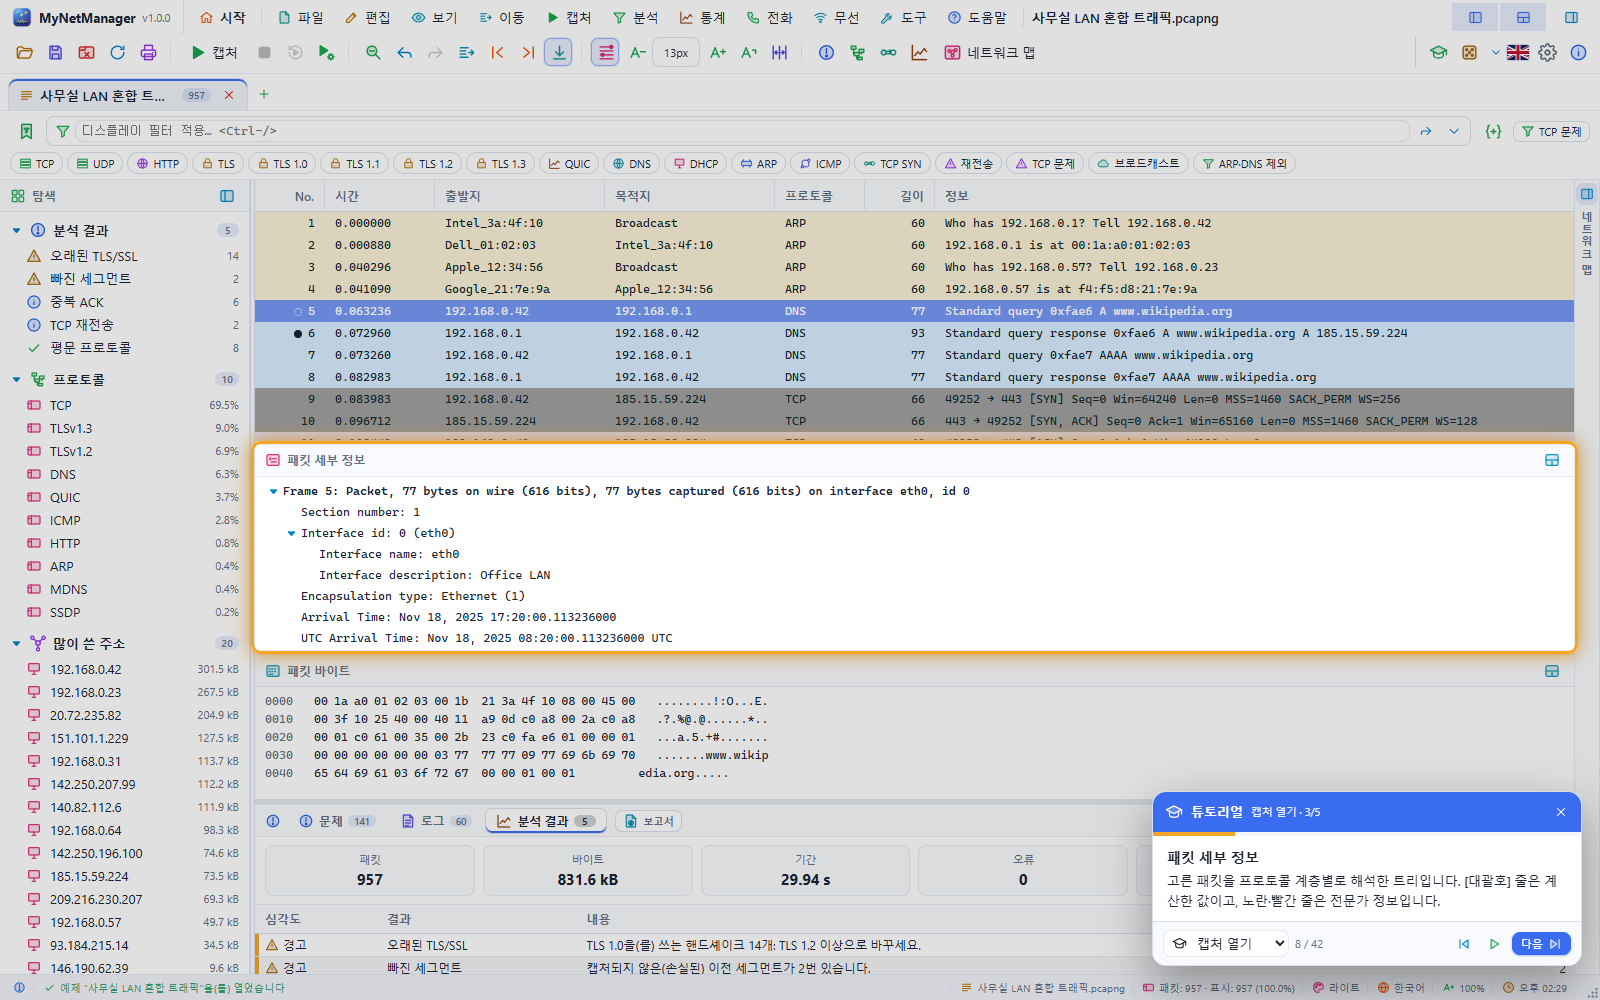 MyNetManager v1.0.0 시작 파일 편집 보기 이동 캡처 분석 통계 전화 무선 도구 도움말 사무실 LAN 혼합 트래픽.pcapng
캡처 A− 13px A+ A 네트워크 맵
사무실 LAN 혼합 트... 957
디스플레이 필터 적용… <Ctrl-/> TCP 문제
TCP UDP HTTP TLS TLS 1.0 TLS 1.1 TLS 1.2 TLS 1.3 QUIC DNS DHCP ARP ICMP TCP SYN 재전송 TCP 문제 브로드캐스트 ARP·DNS 제외
탐색
분석 결과 5
오래된 TLS/SSL 14
빠진 세그먼트 2
중복 ACK 6
TCP 재전송 2
평문 프로토콜 8
프로토콜 10
TCP 69.5%
TLSv1.3 9.0%
TLSv1.2 6.9%
DNS 6.3%
QUIC 3.7%
ICMP 2.8%
HTTP 0.8%
ARP 0.4%
MDNS 0.4%
SSDP 0.2%
많이 쓴 주소 20
192.168.0.42 301.5 kB
192.168.0.23 267.5 kB
20.72.235.82 204.9 kB
151.101.1.229 127.5 kB
192.168.0.31 113.7 kB
142.250.207.99 112.2 kB
140.82.112.6 111.9 kB
192.168.0.64 98.3 kB
142.250.196.100 74.6 kB
185.15.59.224 73.5 kB
209.216.230.207 69.3 kB
192.168.0.57 49.7 kB
93.184.215.14 34.5 kB
146.190.62.39 9.6 kB
No. 시간 출발지 목적지 프로토콜 길이 정보
1 0.000000 Intel_3a:4f:10 Broadcast ARP 60 Who has 192.168.0.1? Tell 192.168.0.42
2 0.000880 Dell_01:02:03 Intel_3a:4f:10 ARP 60 192.168.0.1 is at 00:1a:a0:01:02:03
3 0.040296 Apple_12:34:56 Broadcast ARP 60 Who has 192.168.0.57? Tell 192.168.0.23
4 0.041090 Google_21:7e:9a Apple_12:34:56 ARP 60 192.168.0.57 is at f4:f5:d8:21:7e:9a
5 0.063236 192.168.0.42 192.168.0.1 DNS 77 Standard query 0xfae6 A www.wikipedia.org
6 0.072960 192.168.0.1 192.168.0.42 DNS 93 Standard query response 0xfae6 A www.wikipedia.org A 185.15.59.224
7 0.073260 192.168.0.42 192.168.0.1 DNS 77 Standard query 0xfae7 AAAA www.wikipedia.org
8 0.082983 192.168.0.1 192.168.0.42 DNS 77 Standard query response 0xfae7 AAAA www.wikipedia.org
9 0.083983 192.168.0.42 185.15.59.224 TCP 66 49252 → 443 [SYN] Seq=0 Win=64240 Len=0 MSS=1460 SACK_PERM WS=256
10 0.096712 185.15.59.224 192.168.0.42 TCP 66 443 → 49252 [SYN, ACK] Seq=0 Ack=1 Win=65160 Len=0 MSS=1460 SACK_PERM WS=128
네트워크 맵
패킷 세부 정보
Frame 5: Packet, 77 bytes on wire (616 bits), 77 bytes captured (616 bits) on interface eth0, id 0
Section number: 1
Interface id: 0 (eth0)
Interface name: eth0
Interface description: Office LAN
Encapsulation type: Ethernet (1)
Arrival Time: Nov 18, 2025 17:20:00.113236000
UTC Arrival Time: Nov 18, 2025 08:20:00.113236000 UTC
패킷 바이트
0000 00 1a a0 01 02 03 00 1b 21 3a 4f 10 08 00 45 00 ........!:O...E.
0010 00 3f 10 25 40 00 40 11 a9 0d c0 a8 00 2a c0 a8 .?.%@.@......*..
0020 00 01 c0 61 00 35 00 2b 23 c0 fa e6 01 00 00 01 ...a.5.+#.......
0030 00 00 00 00 00 00 03 77 77 77 09 77 69 6b 69 70 .......www.wikip
0040 65 64 69 61 03 6f 72 67 00 00 01 00 01 edia.org.....
문제 141 로그 60 분석 결과 5 보고서
패킷 바이트 기간 오류
957 831.6 kB 29.94 s 0
심각도 결과 내용
경고 오래된 TLS/SSL TLS 1.0을(를) 쓰는 핸드셰이크 14개: TLS 1.2 이상으로 바꾸세요.
경고 빠진 세그먼트 캡처되지 않은(손실된) 이전 세그먼트가 2번 있습니다. 2
튜토리얼 캡처 열기 · 3/5
패킷 세부 정보
고른 패킷을 프로토콜 계층별로 해석한 트리입니다. [대괄호] 줄은 계
산한 값이고, 노란·빨간 줄은 전문가 정보입니다.
캡처 열기 8 / 42 다음
예제 "사무실 LAN 혼합 트래픽"을(를) 열었습니다 사무실 LAN 혼합 트래픽.pcapng 패킷: 957 · 표시: 957 (100.0%) 라이트 한국어 100% 오후 02:29